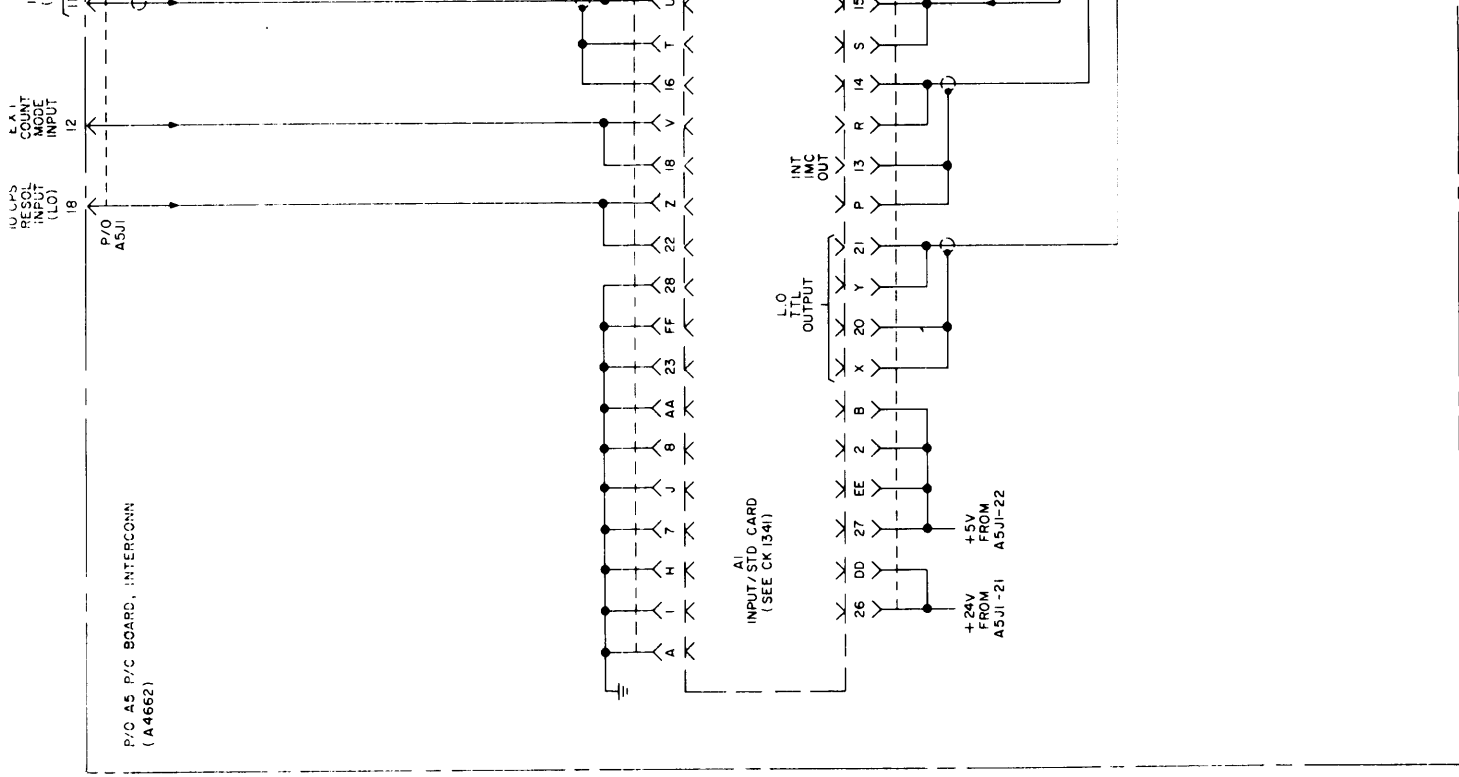 P/O A5 P/C BOARD, INTERCONN
(A4662)
RESOL
INPUT
(LO)
18
P/O
A5J1
COUNT
MODE
INPUT
12
11
A 1 H 7 J 8 AA 23 FF 28 22 Z 18 V 16 T U
A1
INPUT/STD CARD
(SEE CK 1341)
L.O
TTL
OUTPUT
INT
IMC
OUT
26 DD 27 EE 2 B X 20 Y 21 P 13 R 14 S 15
+24V
FROM
A5J1-21
+5V
FROM
A5J1-22